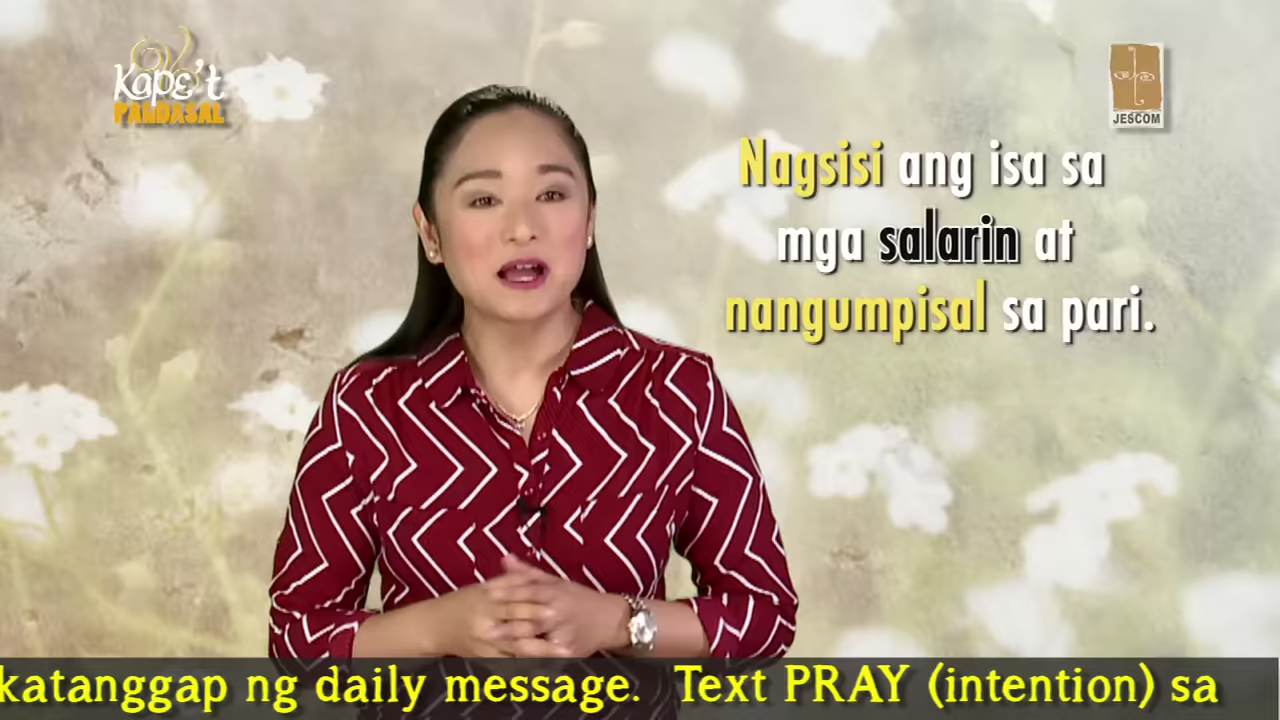 Kape't
PANDASAL
JESCOM
Nagsisi ang isa sa
mga salarin at
nangumpisal sa pari.
katanggap ng daily message. Text PRAY (intention) sa